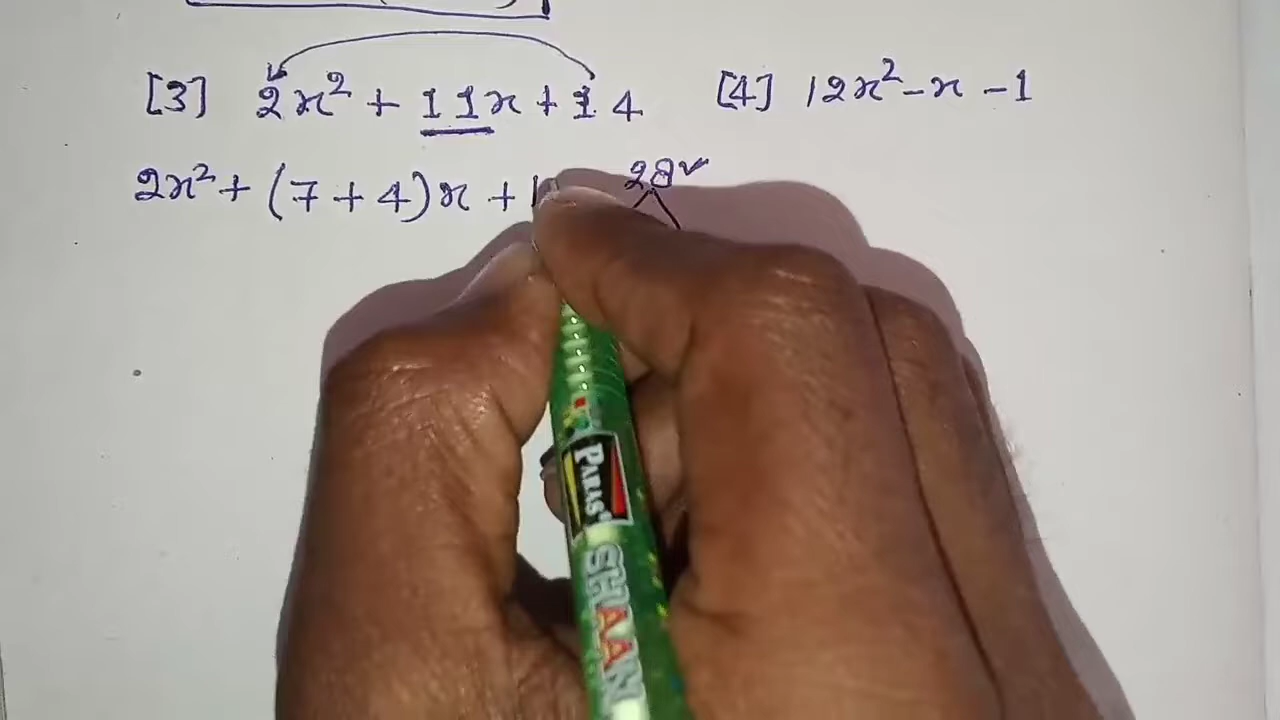 [3] 2x² + 11x + 14
[4] 12x² - x - 1
2x² + (7 + 4)x + 1
28 ✓
PARAS
SHAAN